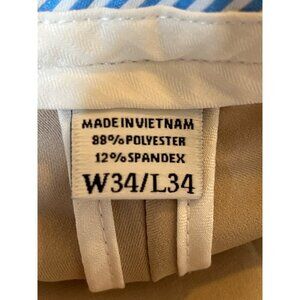 MADE IN VIETNAM
88% POLYESTER
12% SPANDEX
W34/L34